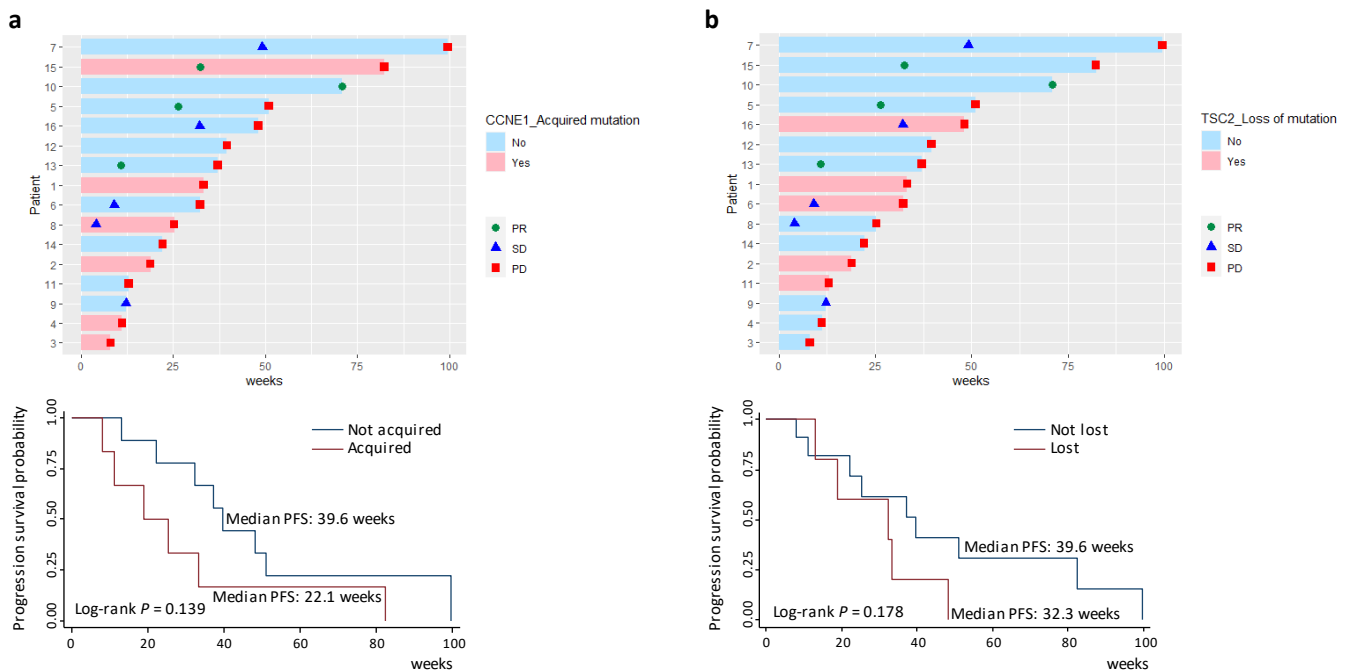 a
7
15
10
5
16
12
13
1
6
8
14
2
11
9
4
3
Patient
0
25
50
75
100
weeks
CCNE1_Acquired mutation
No
Yes
PR
SD
PD
Progression survival probability
1.00
0.75
0.50
0.25
0.00
Not acquired
Acquired
Median PFS: 39.6 weeks
Median PFS: 22.1 weeks
Log-rank P = 0.139
0
20
40
60
80
100
weeks
b
7
15
10
5
16
12
13
1
6
8
14
2
11
9
4
3
Patient
0
25
50
75
100
weeks
TSC2_Loss of mutation
No
Yes
PR
SD
PD
Progression survival probability
1.00
0.75
0.50
0.25
0.00
Not lost
Lost
Median PFS: 39.6 weeks
Log-rank P = 0.178
Median PFS: 32.3 weeks
0
20
40
60
80
100
weeks